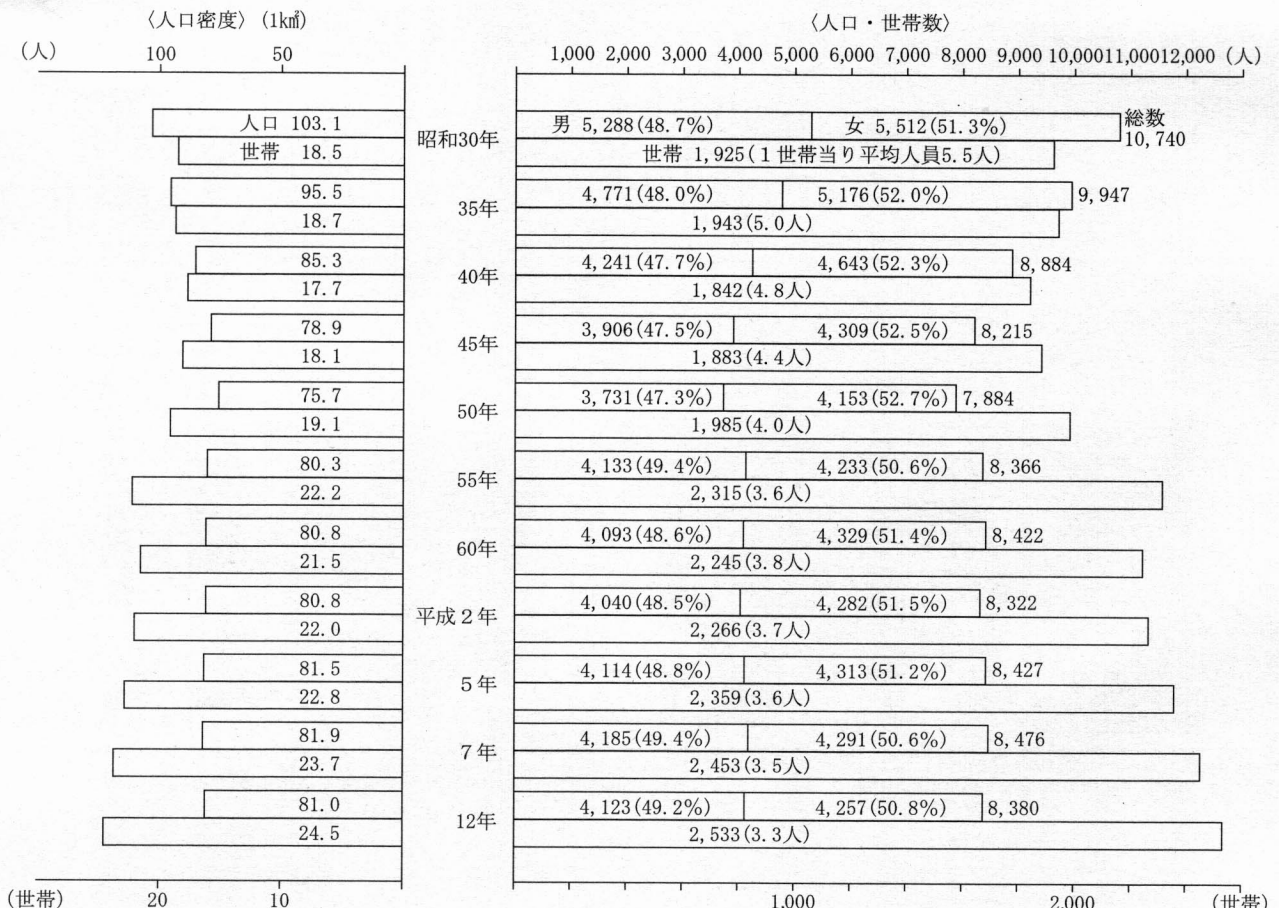 〈人口密度〉(1k㎡)
〈人口・世帯数〉
(人) 100 50
1,000 2,000 3,000 4,000 5,000 6,000 7,000 8,000 9,000 10,000 11,000 12,000 (人)
人口 103.1
世帯 18.5
昭和30年
男 5,288(48.7%) 女 5,512(51.3%) 総数 10,740
世帯 1,925(1世帯当り平均人員5.5人)
95.5
18.7
35年
4,771(48.0%) 5,176(52.0%) 9,947
1,943(5.0人)
85.3
17.7
40年
4,241(47.7%) 4,643(52.3%) 8,884
1,842(4.8人)
78.9
18.1
45年
3,906(47.5%) 4,309(52.5%) 8,215
1,883(4.4人)
75.7
19.1
50年
3,731(47.3%) 4,153(52.7%) 7,884
1,985(4.0人)
80.3
22.2
55年
4,133(49.4%) 4,233(50.6%) 8,366
2,315(3.6人)
80.8
21.5
60年
4,093(48.6%) 4,329(51.4%) 8,422
2,245(3.8人)
80.8
22.0
平成2年
4,040(48.5%) 4,282(51.5%) 8,322
2,266(3.7人)
81.5
22.8
5年
4,114(48.8%) 4,313(51.2%) 8,427
2,359(3.6人)
81.9
23.7
7年
4,185(49.4%) 4,291(50.6%) 8,476
2,453(3.5人)
81.0
24.5
12年
4,123(49.2%) 4,257(50.8%) 8,380
2,533(3.3人)
(世帯) 20 10
1,000 2,000 (世帯)